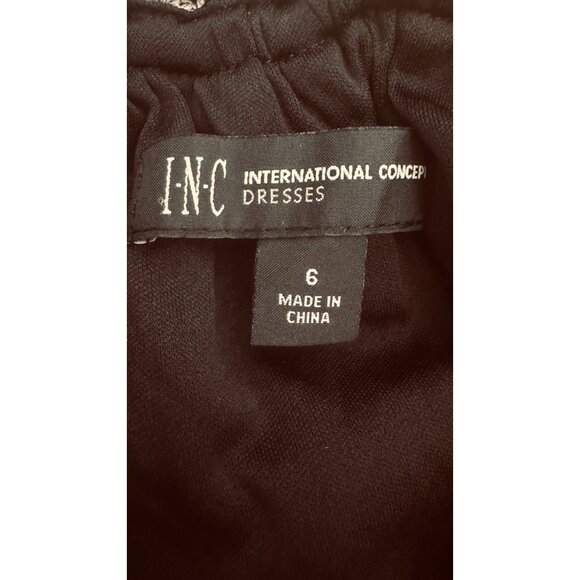 I·N·C INTERNATIONAL CONCEP
DRESSES
6
MADE IN
CHINA